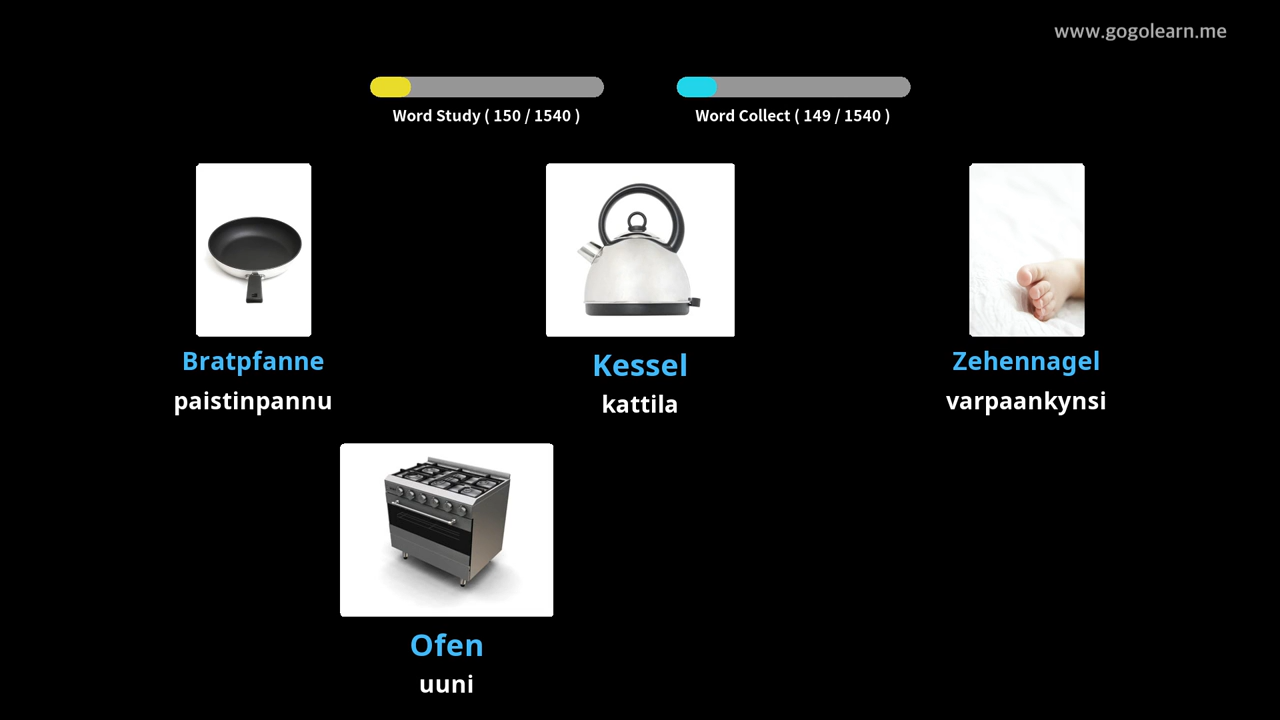 www.gogolearn.me
Word Study ( 150 / 1540 )
Word Collect ( 149 / 1540 )
Bratpfanne
paistinpannu
Kessel
kattila
Zehennagel
varpaankynsi
Ofen
uuni